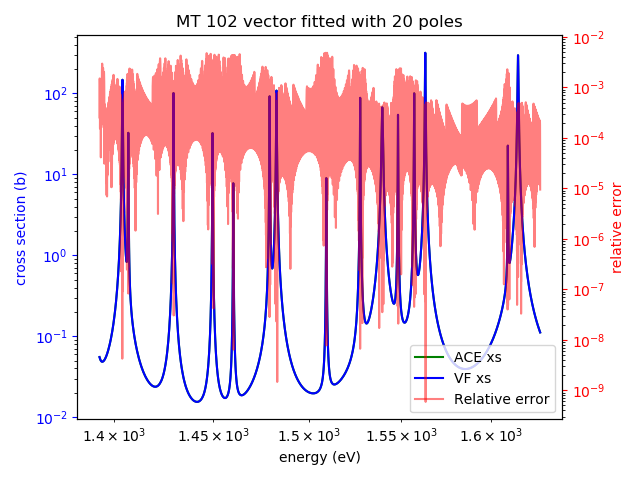 MT 102 vector fitted with 20 poles
10²
10¹
10⁰
10⁻¹
10⁻²
cross section (b)
10⁻²
10⁻³
10⁻⁴
10⁻⁵
10⁻⁶
10⁻⁷
10⁻⁸
10⁻⁹
relative error
ACE xs
VF xs
Relative error
1.4 × 10³ 1.45 × 10³ 1.5 × 10³ 1.55 × 10³ 1.6 × 10³
energy (eV)